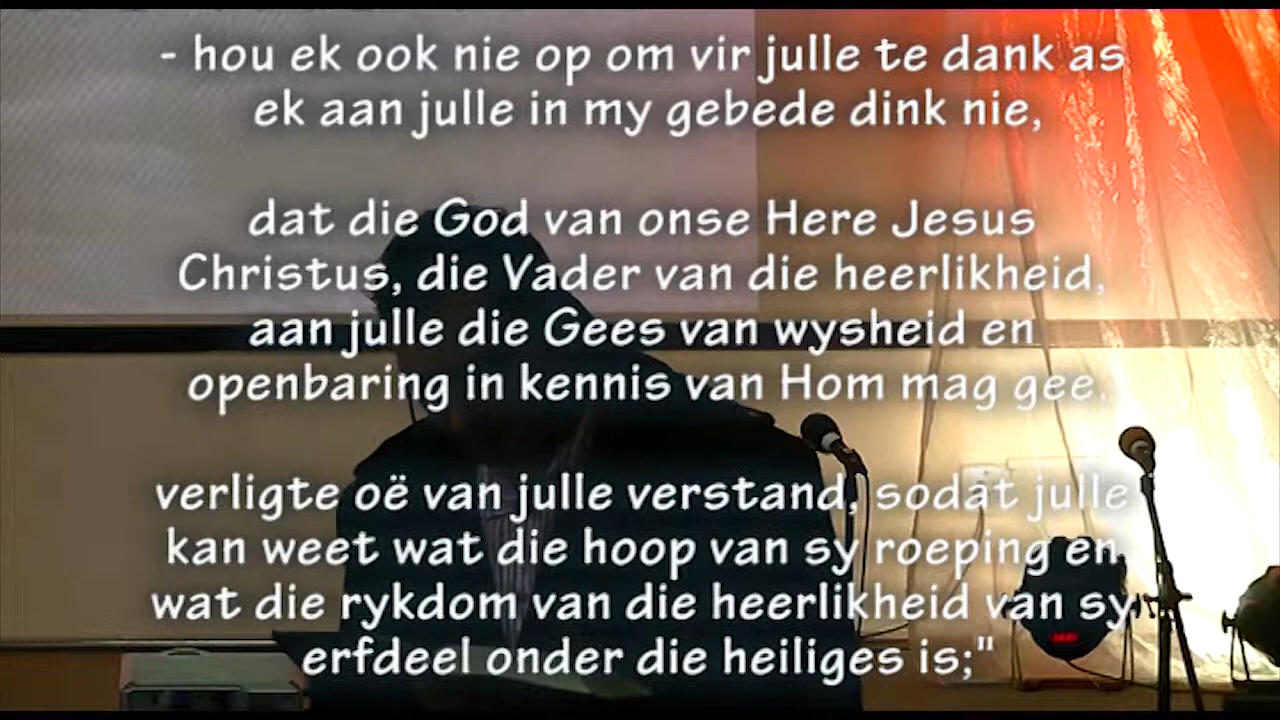 - hou ek ook nie op om vir julle te dank as
ek aan julle in my gebede dink nie,
dat die God van onse Here Jesus
Christus, die Vader van die heerlikheid,
aan julle die Gees van wysheid en
openbaring in kennis van Hom mag gee.
verligte oë van julle verstand, sodat julle
kan weet wat die hoop van sy roeping en
wat die rykdom van die heerlikheid van sy
erfdeel onder die heiliges is;"